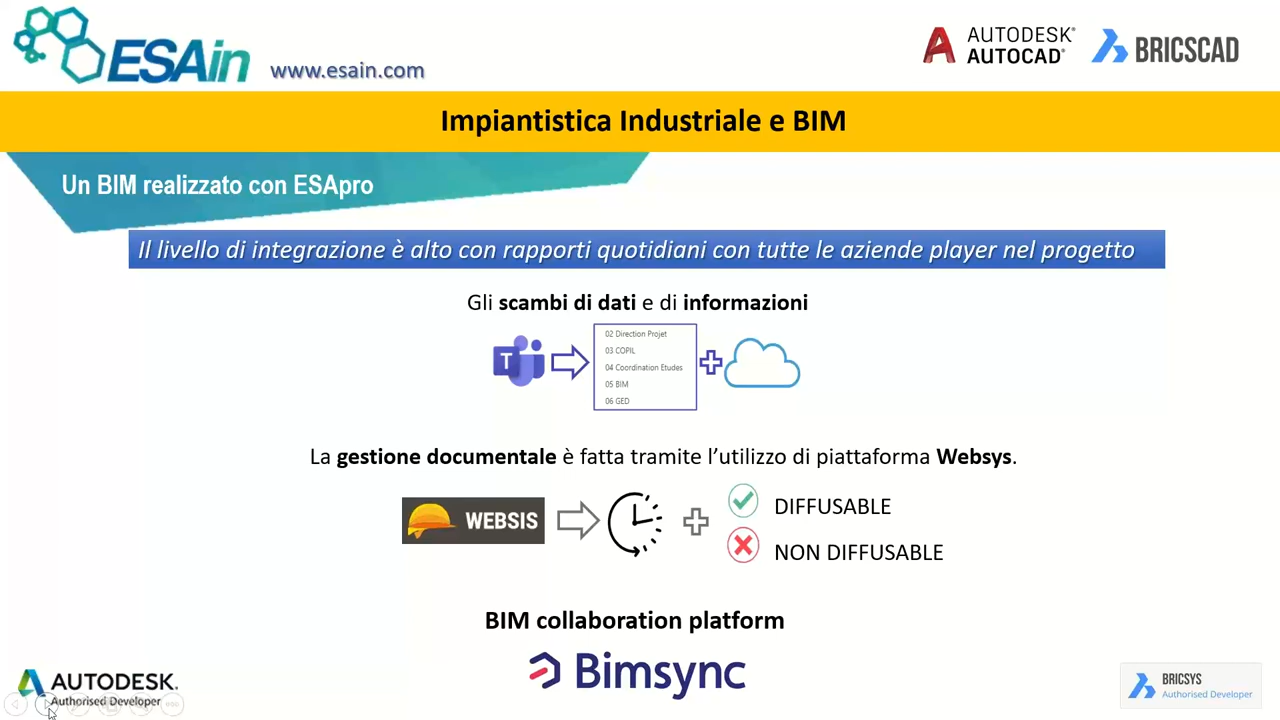 ESAin
www.esain.com
AUTODESK®
AUTOCAD®
BRICSCAD
Impiantistica Industriale e BIM
Un BIM realizzato con ESApro
Il livello di integrazione è alto con rapporti quotidiani con tutte le aziende player nel progetto
Gli scambi di dati e di informazioni
T
02 Direction Projet
03 COPIL
04 Coordination Etudes
05 BIM
06 GED
La gestione documentale è fatta tramite l’utilizzo di piattaforma Websys.
WEBSIS
DIFFUSABLE
NON DIFFUSABLE
BIM collaboration platform
Bimsync
AUTODESK.
Authorised Developer
BRICSYS
Authorised Developer